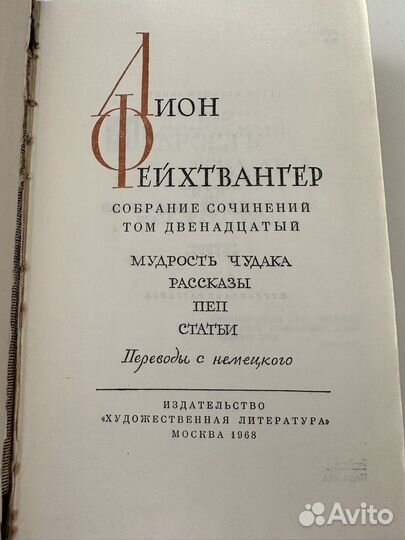 ЛИОН
ФЕЙХТВАНГЕР
СОБРАНИЕ СОЧИНЕНИЙ
ТОМ ДВЕНАДЦАТЫЙ
МУДРОСТЬ ЧУДАКА
РАССКАЗЫ
ПЕП
СТАТЬИ
Переводы с немецкого
ИЗДАТЕЛЬСТВО
«ХУДОЖЕСТВЕННАЯ ЛИТЕРАТУРА»
МОСКВА 1968
Avito